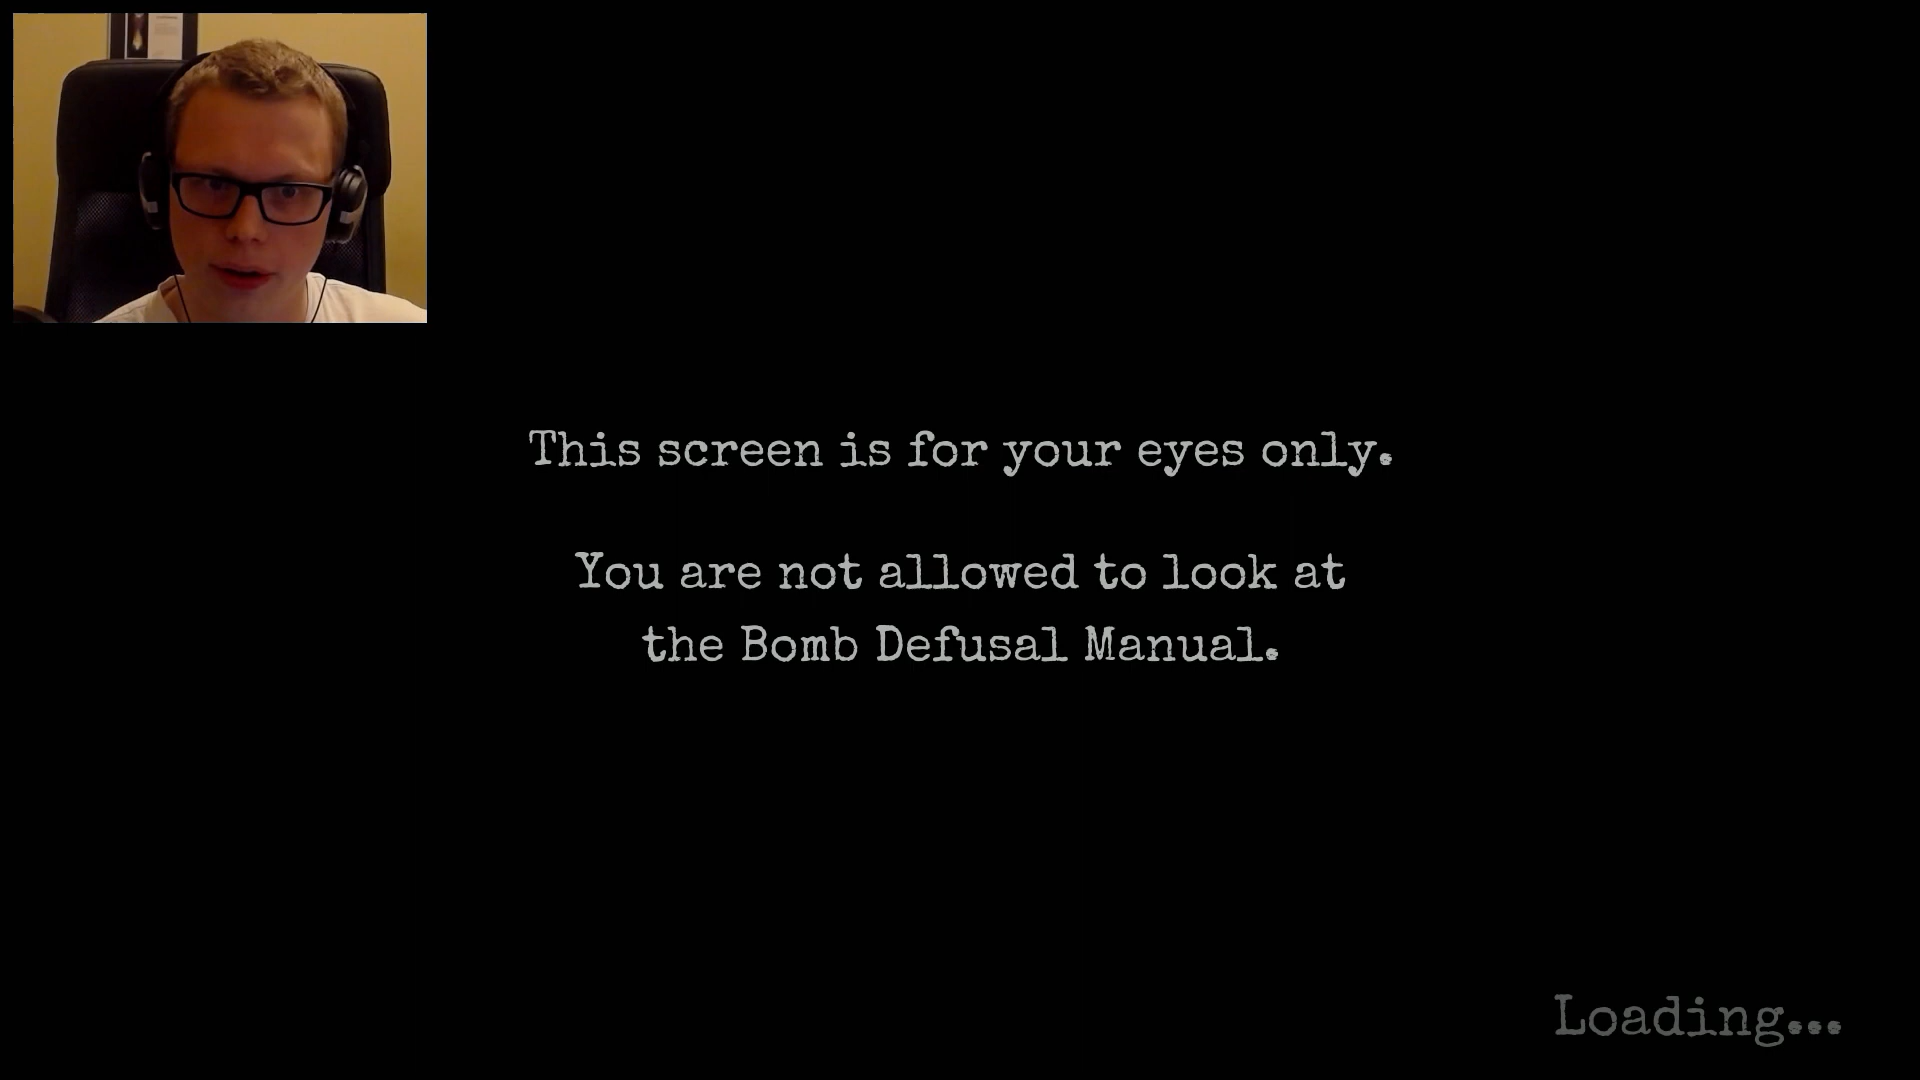 This screen is for your eyes only.
You are not allowed to look at
the Bomb Defusal Manual.
Loading...